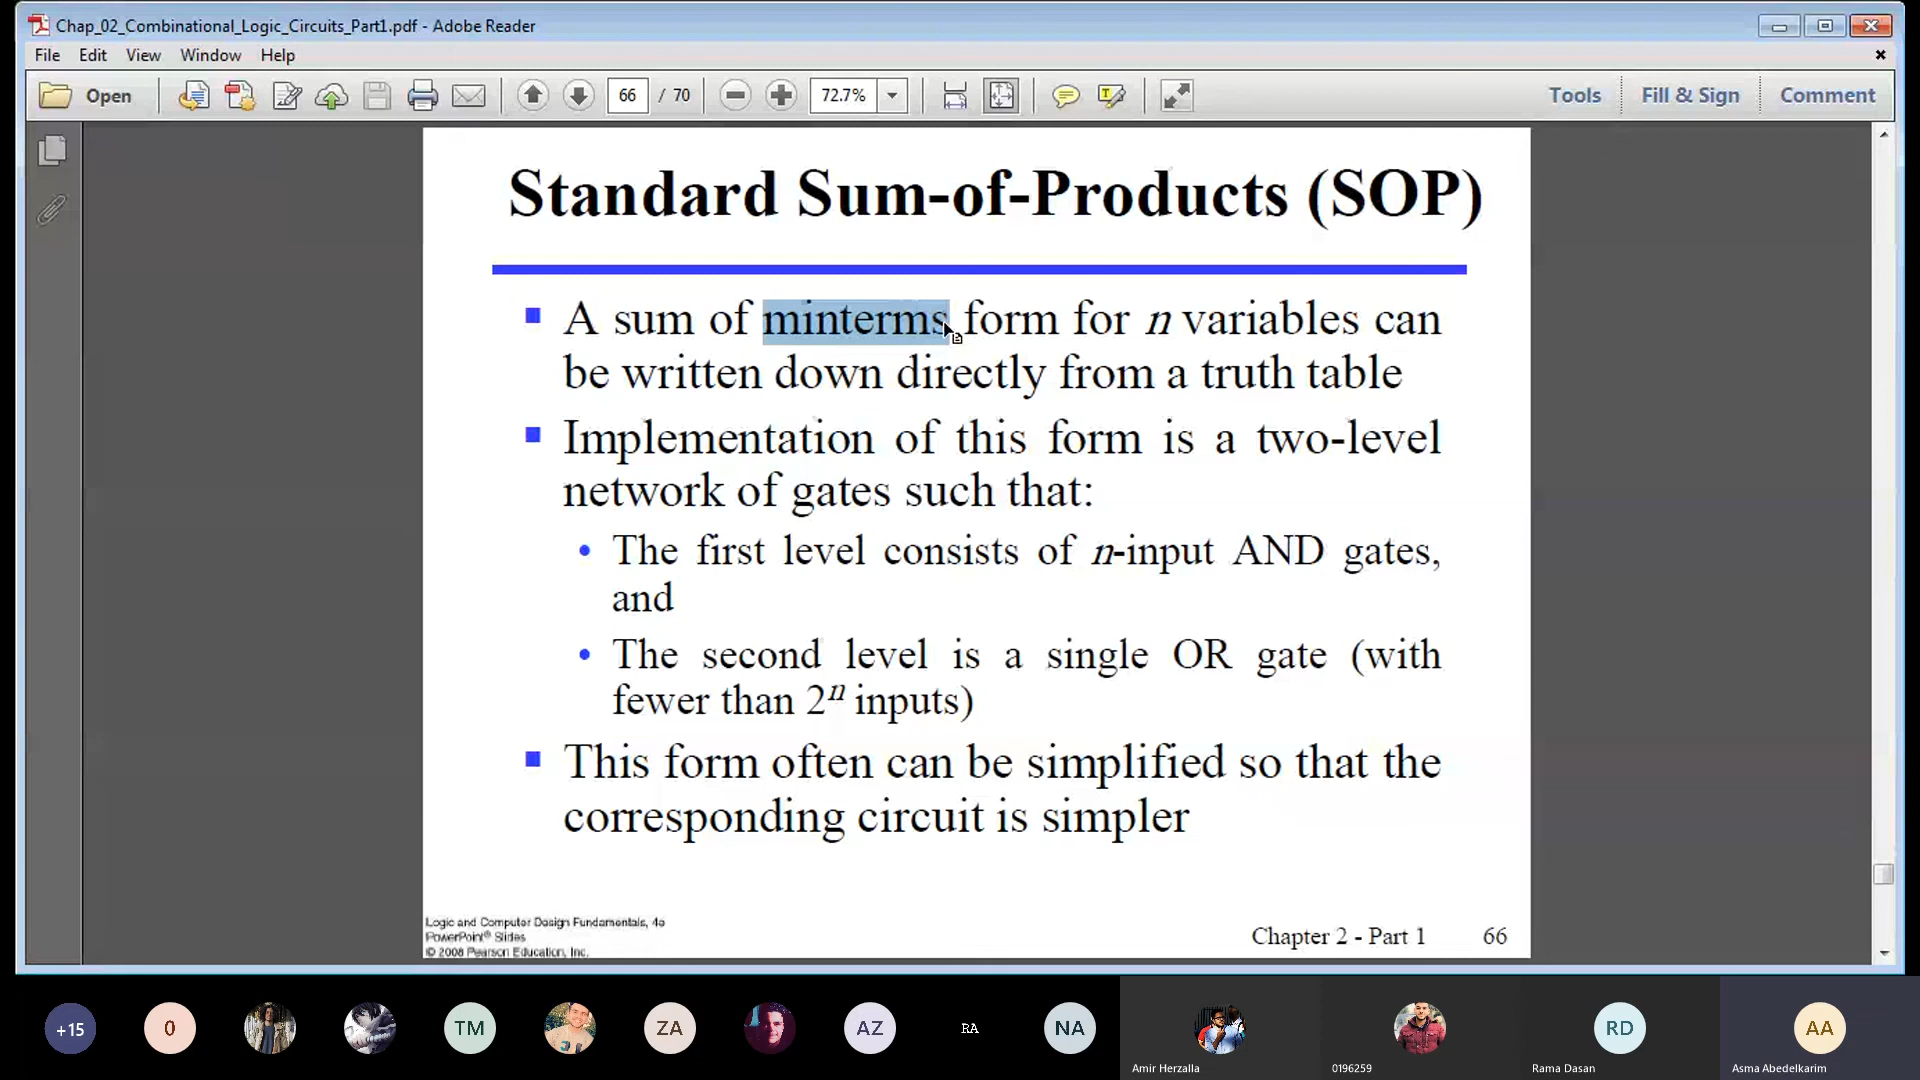 Chap_02_Combinational_Logic_Circuits_Part1.pdf - Adobe Reader
File Edit View Window Help
Open 66 / 70 72.7% Tools Fill & Sign Comment
Standard Sum-of-Products (SOP)
A sum of minterms form for n variables can
be written down directly from a truth table
Implementation of this form is a two-level
network of gates such that:
The first level consists of n-input AND gates,
and
The second level is a single OR gate (with
fewer than 2ⁿ inputs)
This form often can be simplified so that the
corresponding circuit is simpler
Logic and Computer Design Fundamentals, 4e
PowerPoint® Slides
© 2008 Pearson Education, Inc.
Chapter 2 - Part 1 66
+15 0 TM ZA AZ RA NA RD AA
Amir Herzalla 0196259 Rama Dasan Asma Abedelkarim